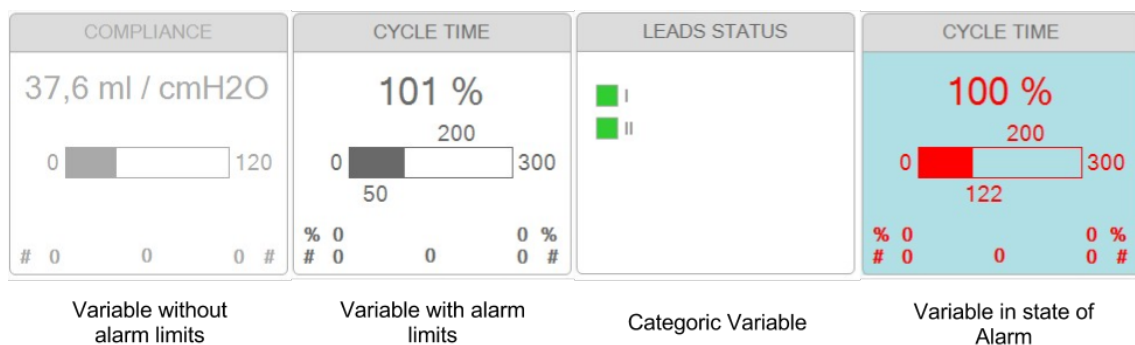 COMPLIANCE
37,6 ml / cmH2O
0 120
# 0 0 0 #
Variable without
alarm limits
CYCLE TIME
101 %
200
0 300
50
% 0 0 %
# 0 0 0 #
Variable with alarm
limits
LEADS STATUS
I
II
Categoric Variable
CYCLE TIME
100 %
200
0 300
122
% 0 0 %
# 0 0 0 #
Variable in state of
Alarm